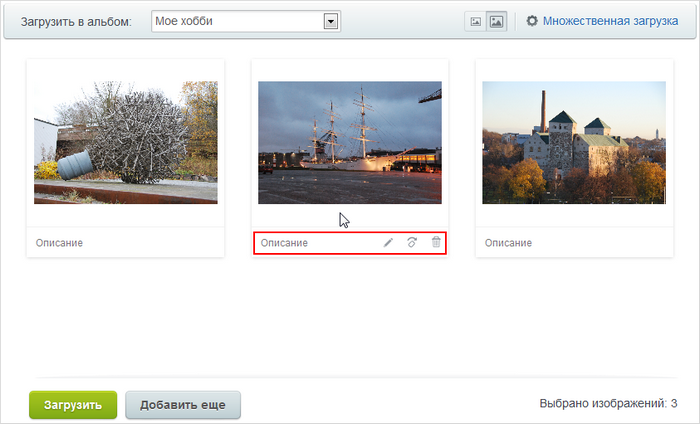 Загрузить в альбом: Мое хобби Множественная загрузка
Описание Описание Описание
Загрузить Добавить еще Выбрано изображений: 3